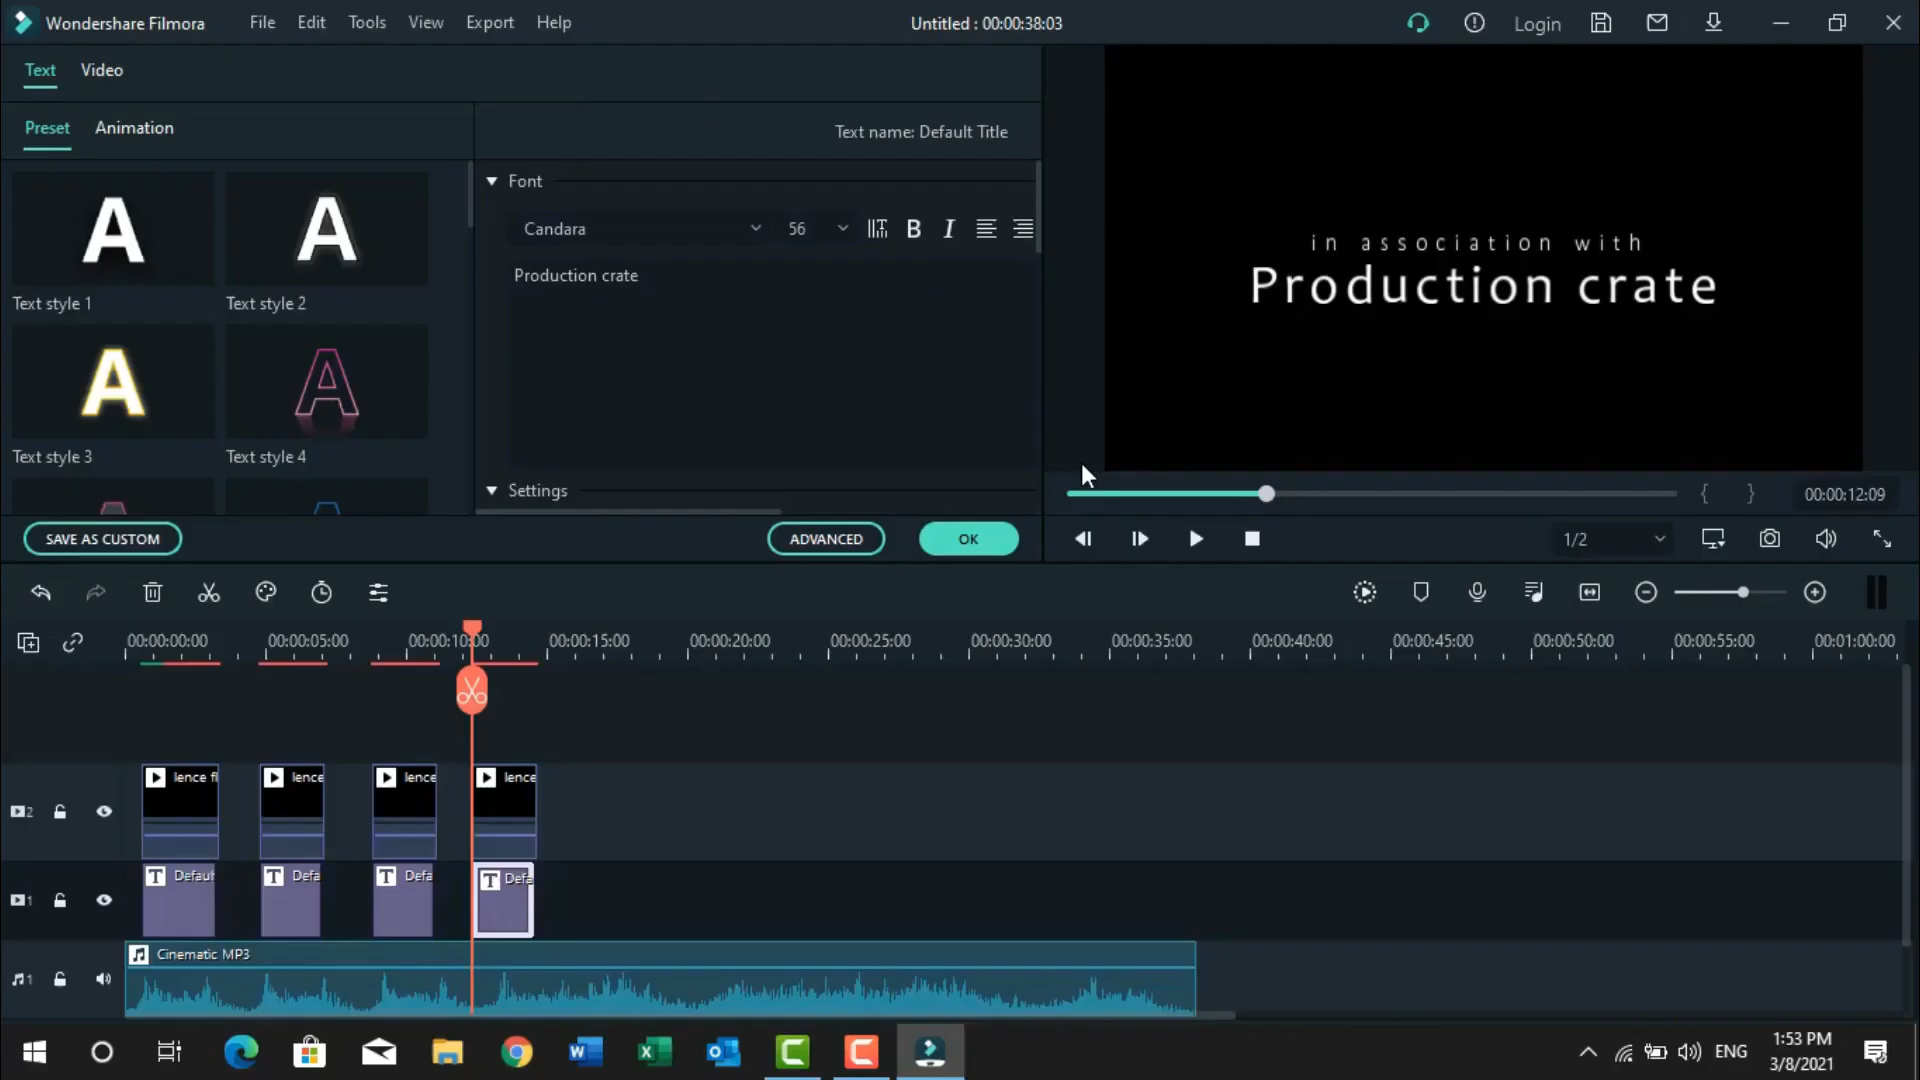 Wondershare Filmora
File Edit Tools View Export Help
Untitled : 00:00:38:03
Login
Text Video
Preset Animation
Text name: Default Title
Text style 1
Text style 2
Text style 3
Text style 4
Font
Candara 56 B I
Production crate
Settings
SAVE AS CUSTOM
ADVANCED
OK
in association with
Production crate
{ } 00:00:12:09
1/2
00:00:00:00 00:00:05:00 00:00:10:00 00:00:15:00 00:00:20:00 00:00:25:00 00:00:30:00 00:00:35:00 00:00:40:00 00:00:45:00 00:00:50:00 00:00:55:00 00:01:00:00
2 lence fl lence lence lence
1 T Defaul T Defa T Defa T Defa
Cinematic MP3
1
ENG
1:53 PM
3/8/2021